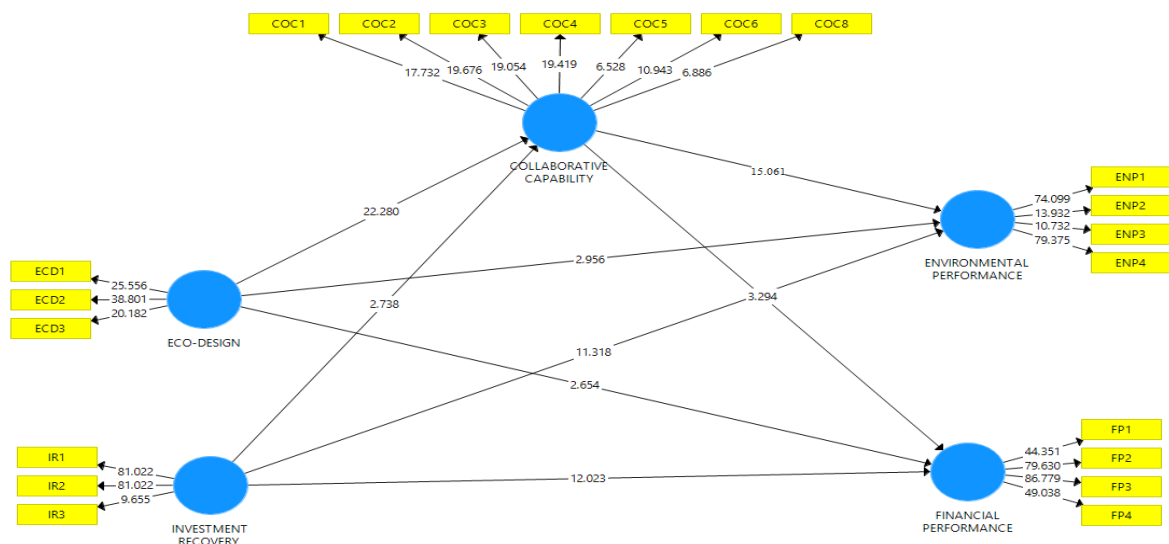 COC1 COC2 COC3 COC4 COC5 COC6 COC8
17.732 19.676 19.054 19.419 6.528 10.943 6.886
COLLABORATIVE
CAPABILITY
15.061
ENP1
74.099
ENP2
13.932
ENP3
10.732
ENP4
79.375
ENVIRONMENTAL
PERFORMANCE
22.280
2.956
ECD1
25.556
ECD2
38.801
ECD3
20.182
ECO-DESIGN
2.738
3.294
11.318
2.654
IR1
81.022
IR2
81.022
IR3
9.655
INVESTMENT
RECOVERY
12.023
FP1
44.351
FP2
79.630
FP3
86.779
FP4
49.038
FINANCIAL
PERFORMANCE